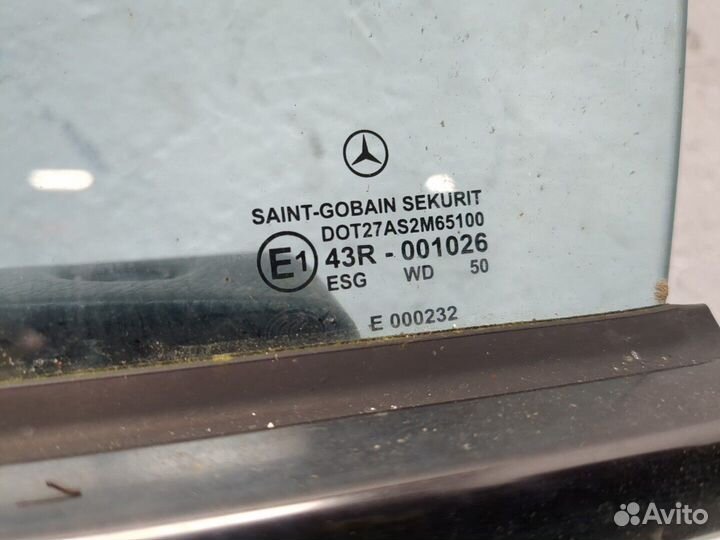 SAINT-GOBAIN SEKURIT
DOT27AS2M65100
E1 43R - 001026
ESG WD 50
E 000232
Avito